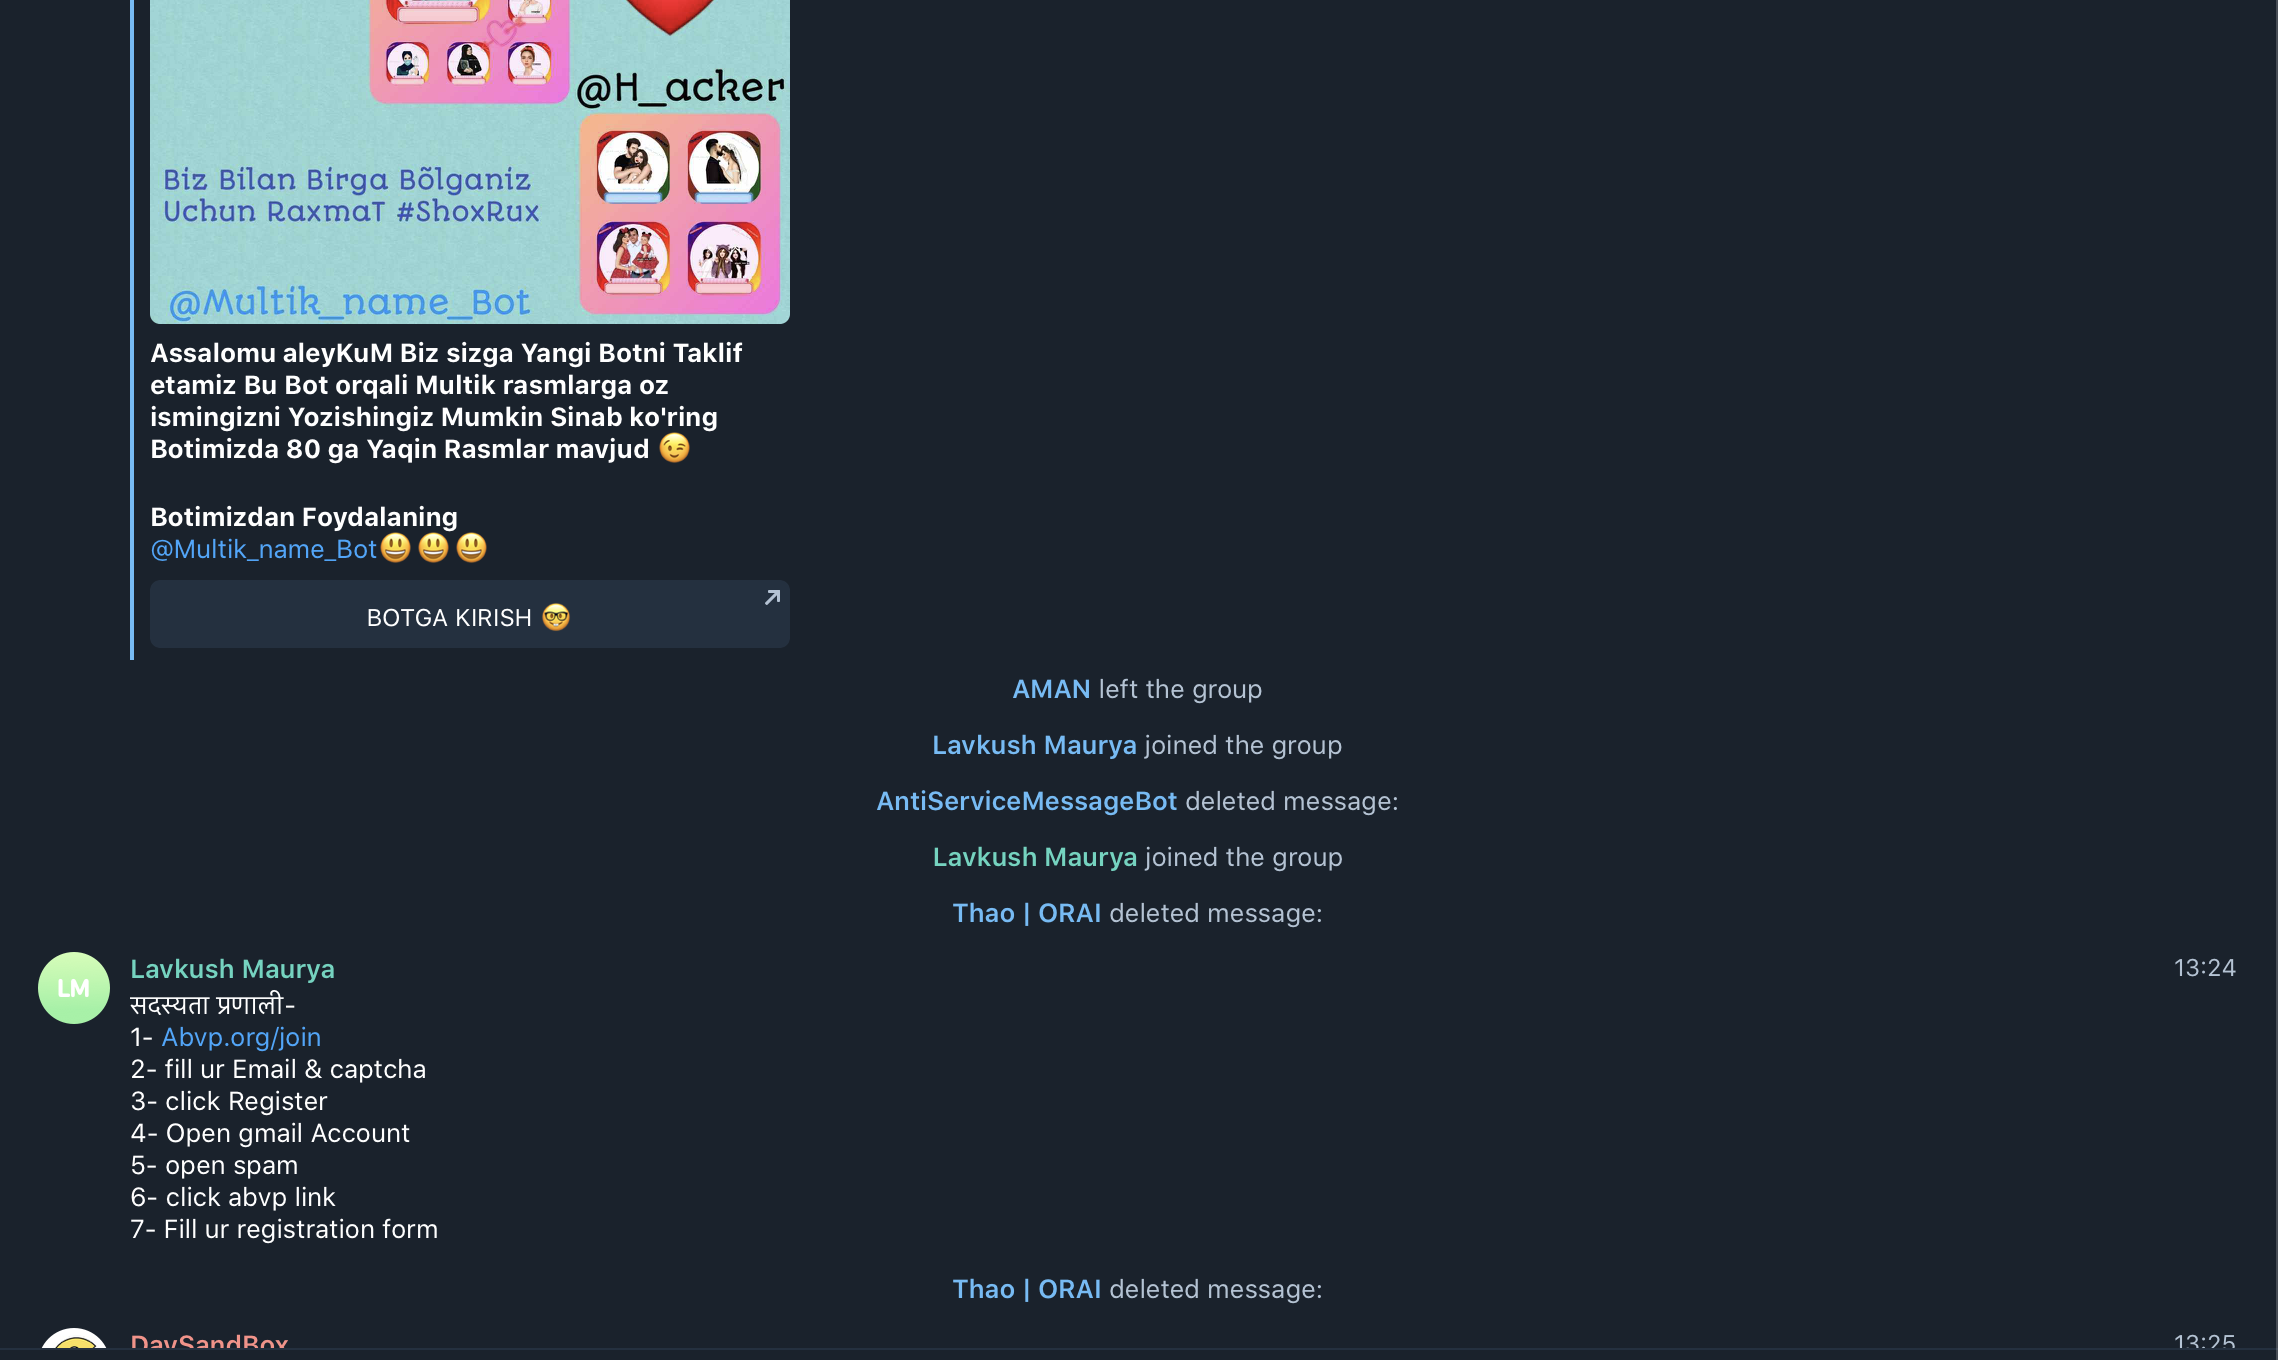 @H_acker
Biz Bilan Birga Bõlganiz
Uchun RaxmaT #ShoxRux
@Multik_name_Bot
Assalomu aleyKuM Biz sizga Yangi Botni Taklif
etamiz Bu Bot orqali Multik rasmlarga oz
ismingizni Yozishingiz Mumkin Sinab ko'ring
Botimizda 80 ga Yaqin Rasmlar mavjud 😉
Botimizdan Foydalaning
@Multik_name_Bot😃😃😃
BOTGA KIRISH 🤓
AMAN left the group
Lavkush Maurya joined the group
AntiServiceMessageBot deleted message:
Lavkush Maurya joined the group
Thao | ORAI deleted message:
LM
Lavkush Maurya 13:24
सदस्यता प्रणाली-
1- Abvp.org/join
2- fill ur Email & captcha
3- click Register
4- Open gmail Account
5- open spam
6- click abvp link
7- Fill ur registration form
Thao | ORAI deleted message:
DaySandBox 13:25